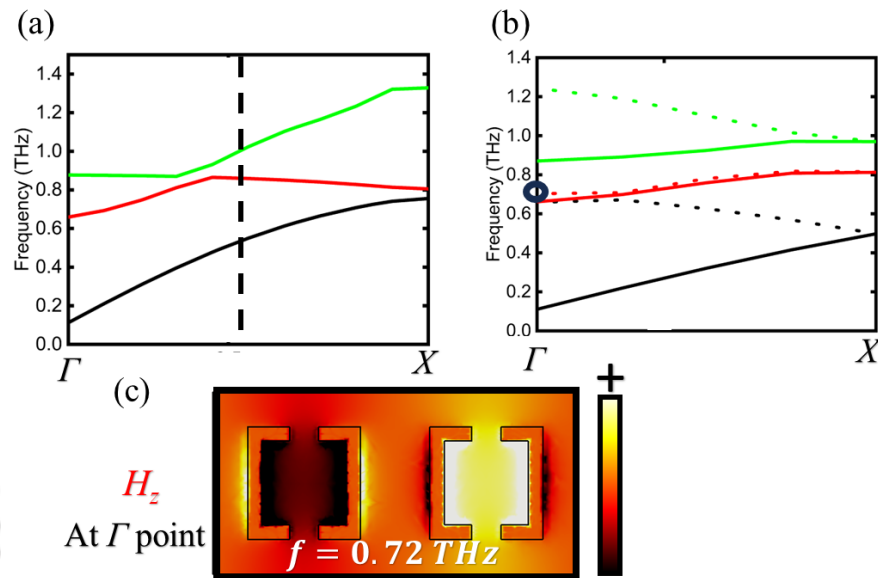 (a)
(b)
Frequency (THz)
1.4
1.2
1.0
0.8
0.6
0.4
0.2
0.0
Γ
X
Frequency (THz)
1.4
1.2
1.0
0.8
0.6
0.4
0.2
0.0
Γ
X
(c)
+
H_z
At Γ point
f = 0.72 THz